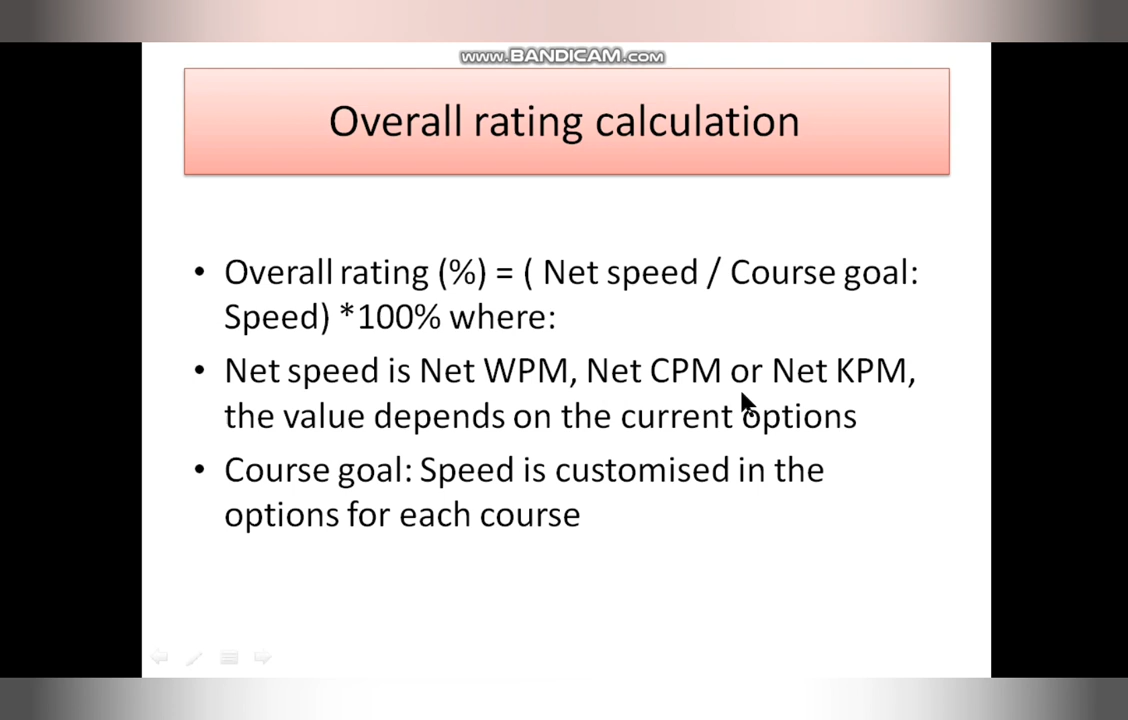 www.BANDICAM.com
Overall rating calculation
• Overall rating (%) = ( Net speed / Course goal:
Speed) *100% where:
• Net speed is Net WPM, Net CPM or Net KPM,
the value depends on the current options
• Course goal: Speed is customised in the
options for each course